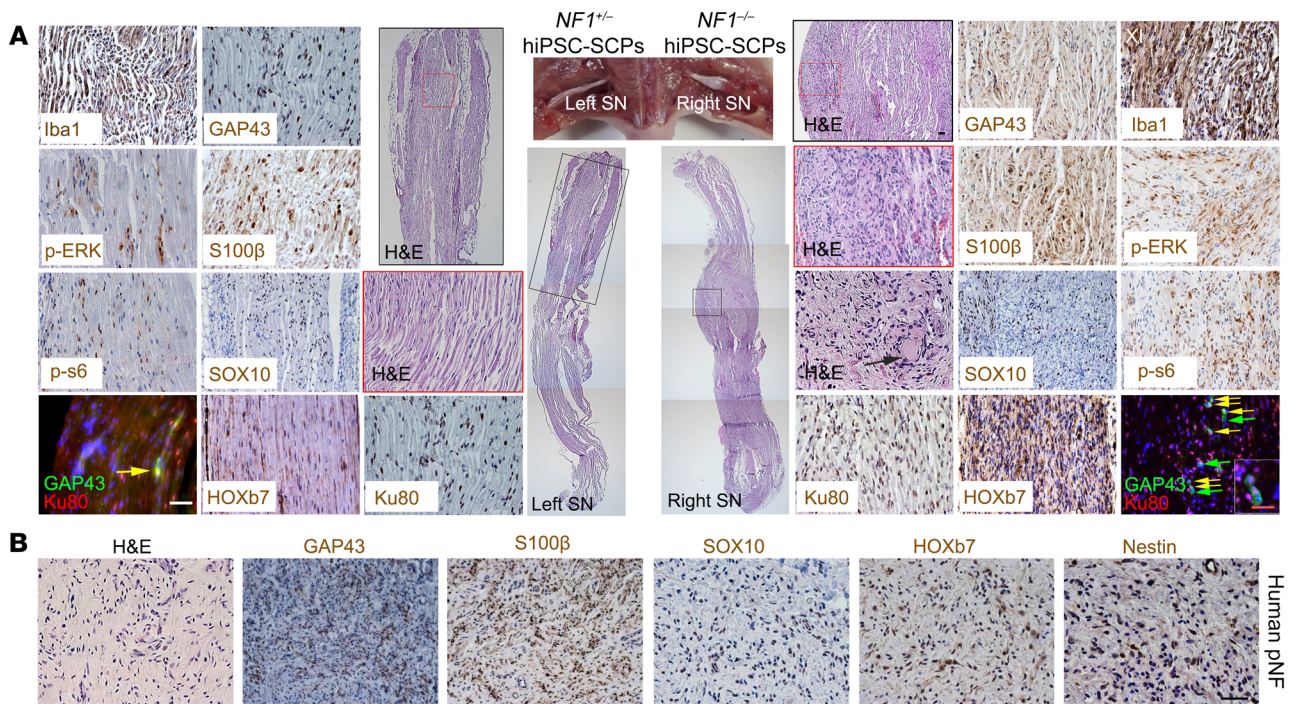 A
NF1+/–
hiPSC-SCPs
NF1–/–
hiPSC-SCPs
Iba1
GAP43
H&E
Left SN
Right SN
H&E
GAP43
XI
Iba1
p-ERK
S100β
H&E
S100β
p-ERK
p-s6
SOX10
H&E
H&E
SOX10
p-s6
GAP43
Ku80
HOXb7
Ku80
Left SN
Right SN
Ku80
HOXb7
GAP43
Ku80
B
H&E
GAP43
S100β
SOX10
HOXb7
Nestin
Human pNF